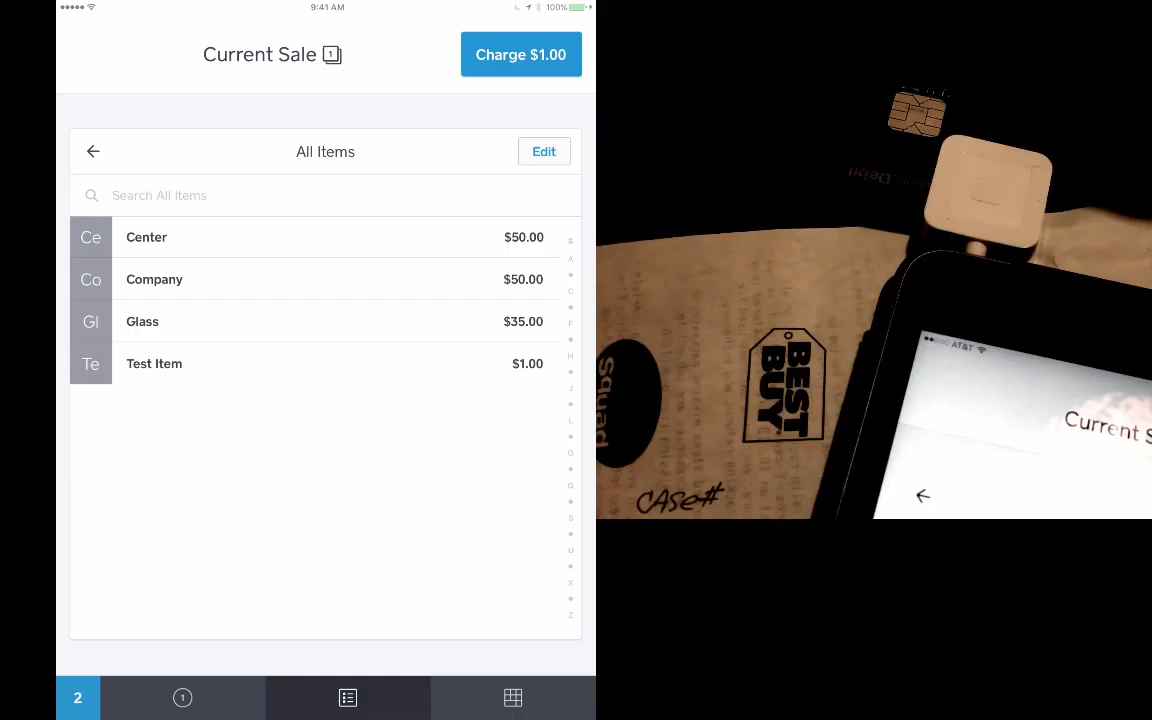 9:41 AM
100%
Current Sale 1
Charge $1.00
All Items
Edit
Search All Items
Ce Center $50.00
Co Company $50.00
Gl Glass $35.00
Te Test Item $1.00
#
A
C
F
H
J
L
O
Q
S
U
X
Z
2
1
Debit
Squad
BEST
BUY
CASe#
AT&T
Current S